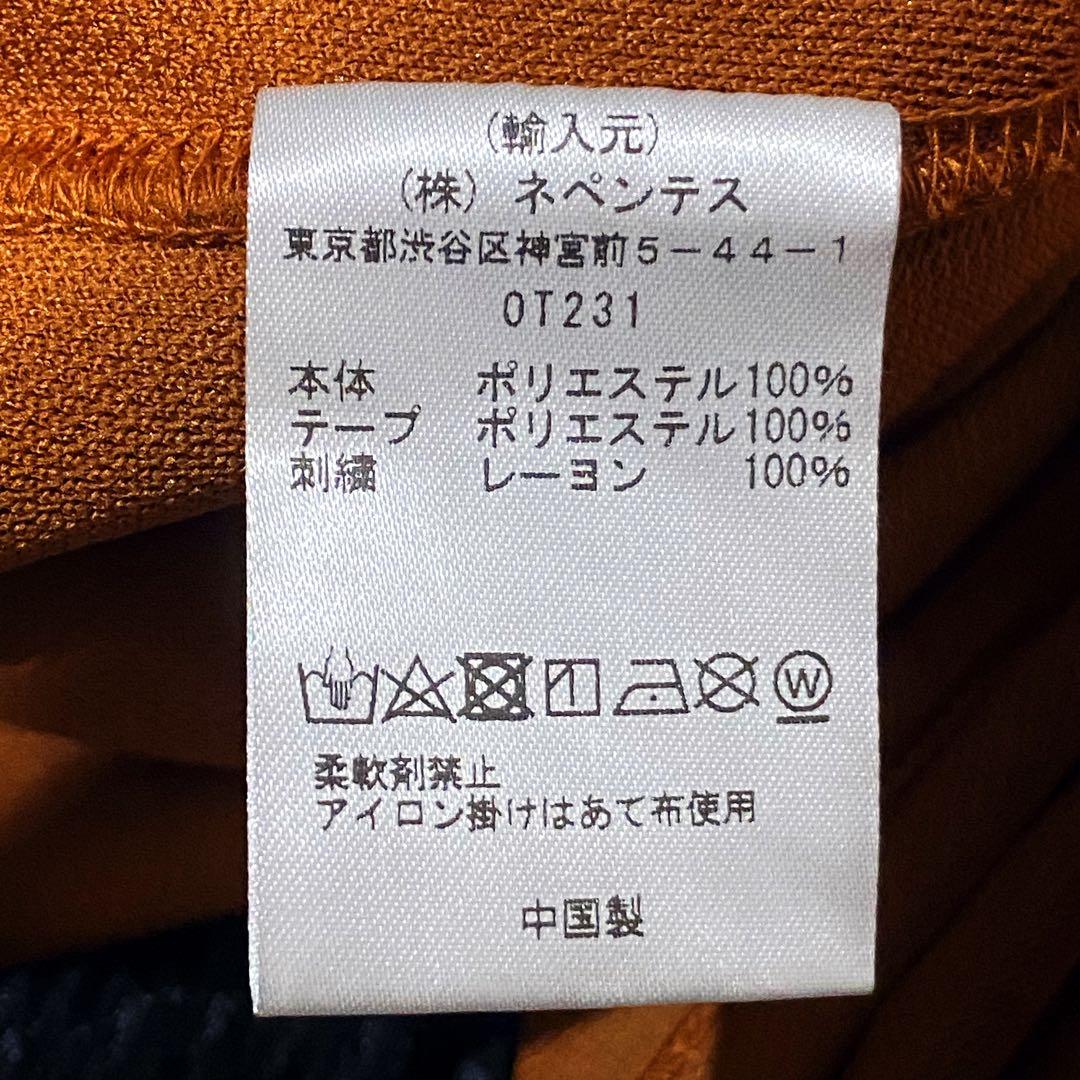 (輸入元)
(株) ネペンテス
東京都渋谷区神宮前5-44-1
OT231
本体 ポリエステル100%
テープ ポリエステル100%
刺繍 レーヨン 100%
W
柔軟剤禁止
アイロン掛けはあて布使用
中国製